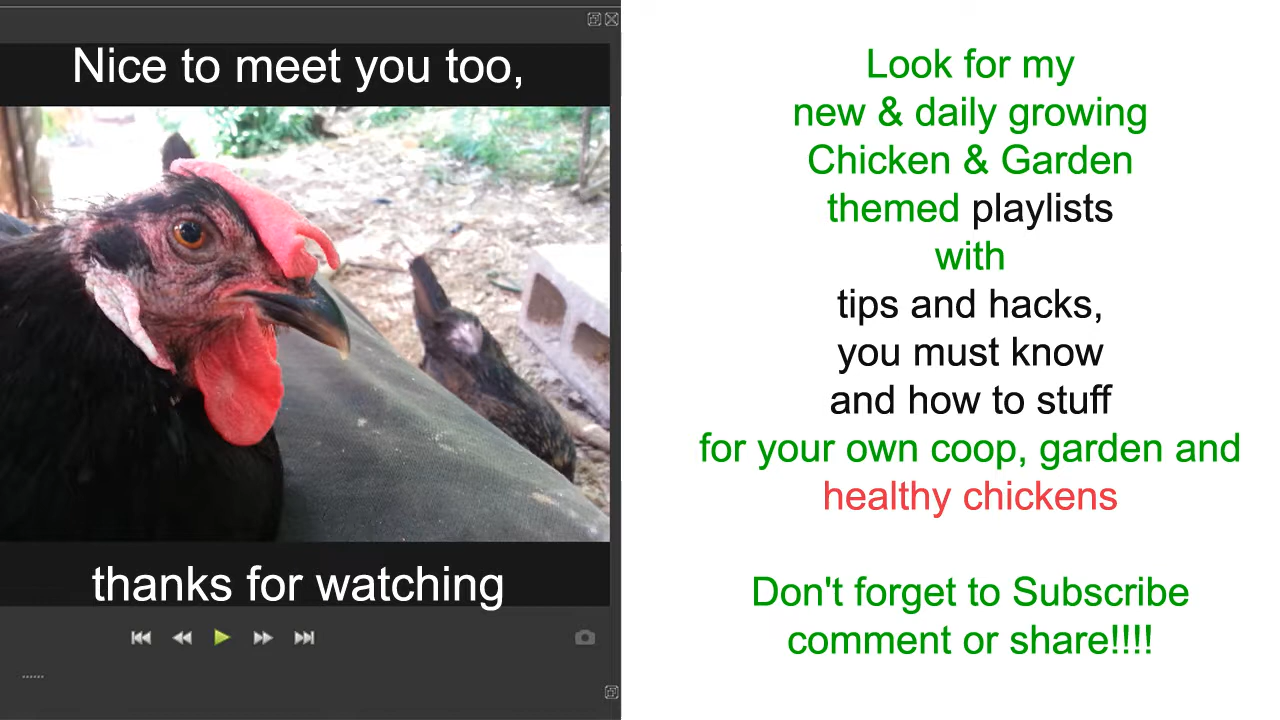 Nice to meet you too,
thanks for watching
Look for my
new & daily growing
Chicken & Garden
themed playlists
with
tips and hacks,
you must know
and how to stuff
for your own coop, garden and
healthy chickens
Don't forget to Subscribe
comment or share!!!!